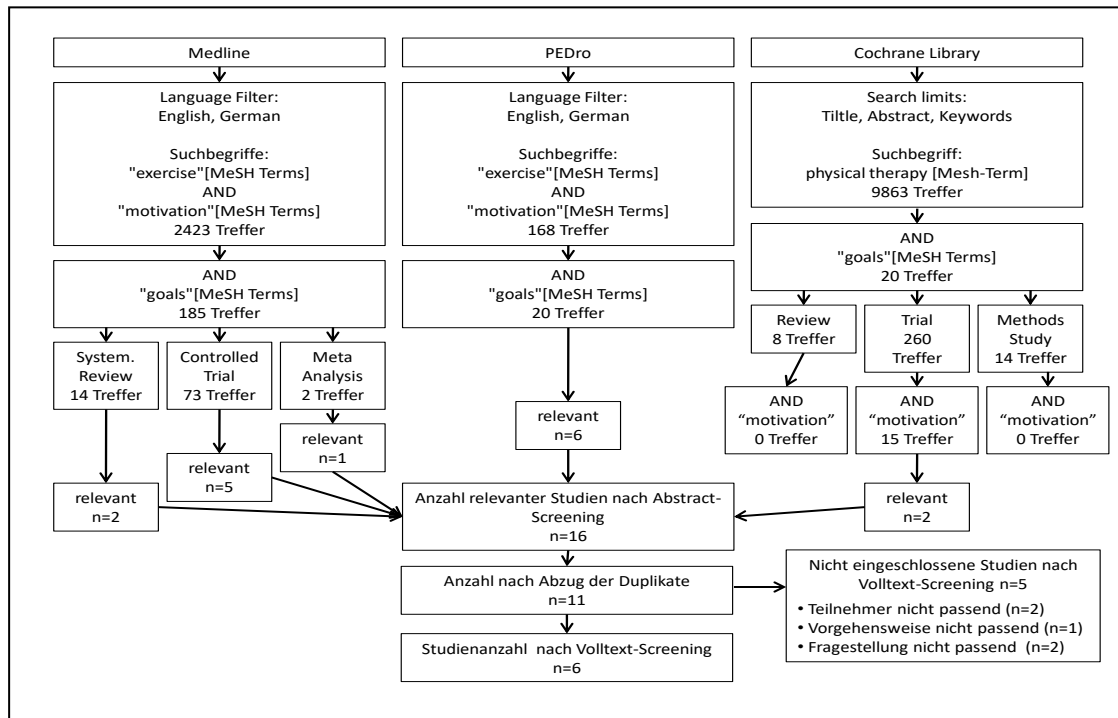 Medline
PEDro
Cochrane Library
Language Filter:
English, German
Suchbegriffe:
"exercise"[MeSH Terms]
AND
"motivation"[MeSH Terms]
2423 Treffer
Language Filter:
English, German
Suchbegriffe:
"exercise"[MeSH Terms]
AND
"motivation"[MeSH Terms]
168 Treffer
Search limits:
Tiltle, Abstract, Keywords
Suchbegriff:
physical therapy [Mesh-Term]
9863 Treffer
AND
"goals"[MeSH Terms]
185 Treffer
AND
"goals"[MeSH Terms]
20 Treffer
AND
"goals"[MeSH Terms]
20 Treffer
System.
Review
14 Treffer
Controlled
Trial
73 Treffer
Meta
Analysis
2 Treffer
Review
8 Treffer
Trial
260
Treffer
Methods
Study
14 Treffer
AND
“motivation”
0 Treffer
AND
“motivation”
15 Treffer
AND
“motivation”
0 Treffer
relevant
n=2
relevant
n=5
relevant
n=1
relevant
n=6
relevant
n=2
Anzahl relevanter Studien nach Abstract-
Screening
n=16
Anzahl nach Abzug der Duplikate
n=11
Nicht eingeschlossene Studien nach
Volltext-Screening n=5
• Teilnehmer nicht passend (n=2)
• Vorgehensweise nicht passend (n=1)
• Fragestellung nicht passend (n=2)
Studienanzahl nach Volltext-Screening
n=6